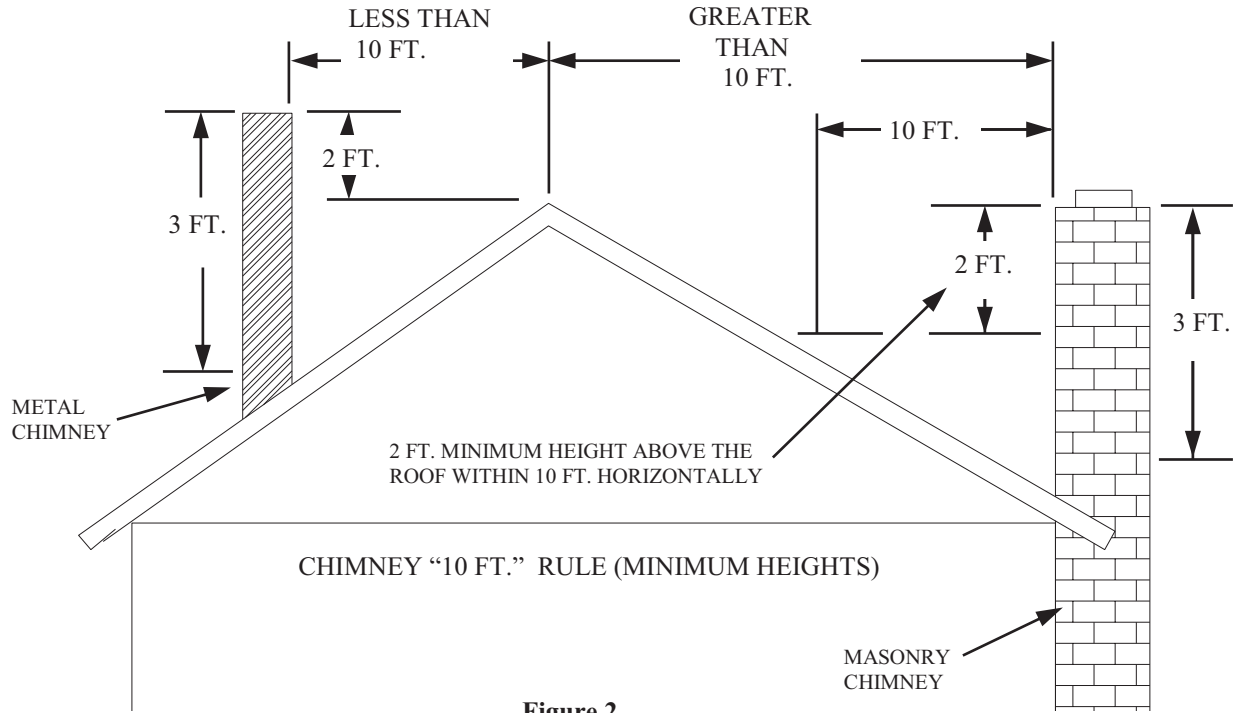 LESS THAN
10 FT.
GREATER
THAN
10 FT.
10 FT.
2 FT.
3 FT.
2 FT.
3 FT.
METAL
CHIMNEY
2 FT. MINIMUM HEIGHT ABOVE THE
ROOF WITHIN 10 FT. HORIZONTALLY
CHIMNEY “10 FT.”  RULE (MINIMUM HEIGHTS)
MASONRY
CHIMNEY
Figure 2